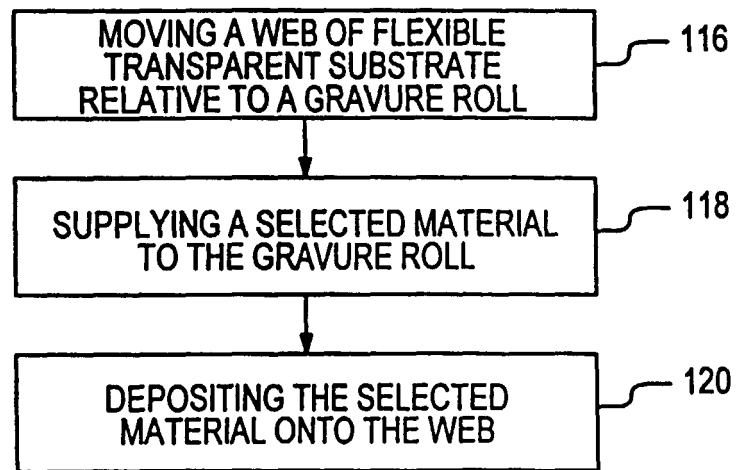 MOVING A WEB OF FLEXIBLE
TRANSPARENT SUBSTRATE
RELATIVE TO A GRAVURE ROLL
116
SUPPLYING A SELECTED MATERIAL
TO THE GRAVURE ROLL
118
DEPOSITING THE SELECTED
MATERIAL ONTO THE WEB
120